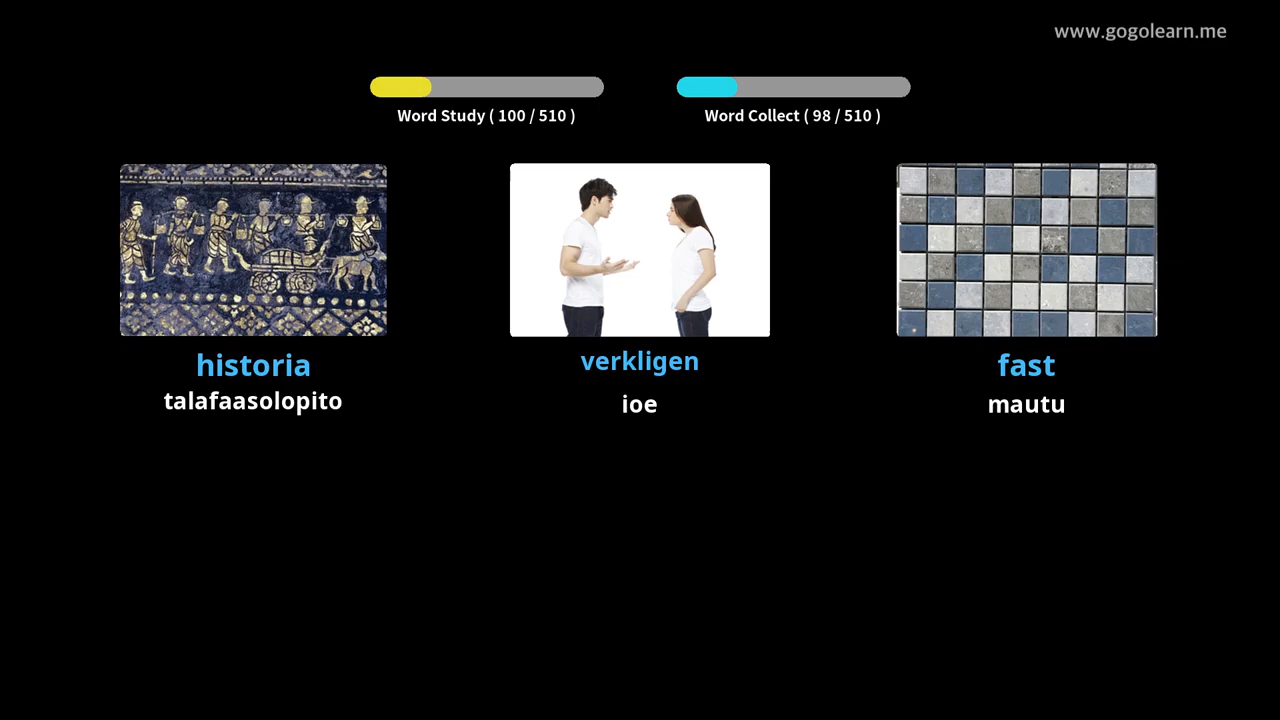 www.gogolearn.me
Word Study ( 100 / 510 )
Word Collect ( 98 / 510 )
historia
talafaasolopito
verkligen
ioe
fast
mautu